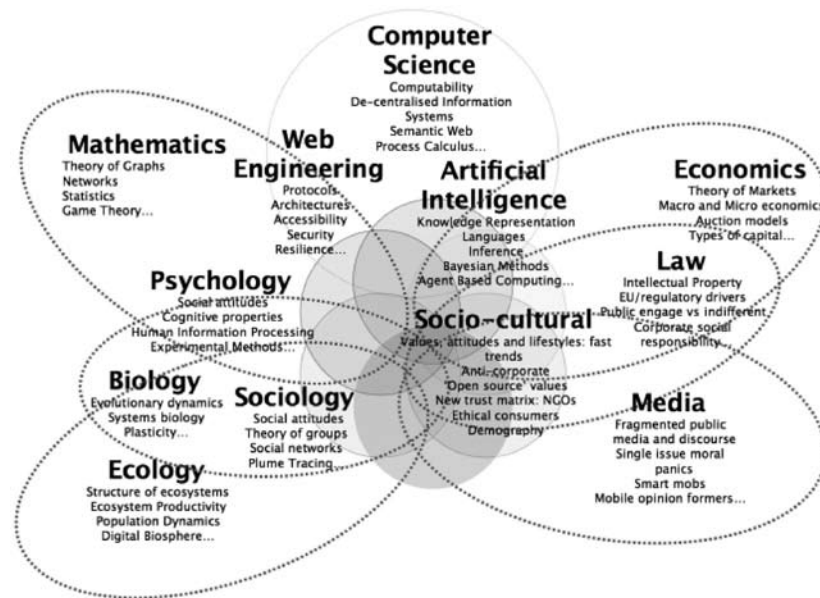 Computer
Science
Computability
De-centralised Information
Systems
Semantic Web
Process Calculus...
Mathematics
Theory of Graphs
Networks
Statistics
Game Theory...
Web
Engineering
Protocols
Architectures
Accessibility
Security
Resilience...
Artificial
Intelligence
Knowledge Representation
Languages
Inference
Bayesian Methods
Agent Based Computing...
Economics
Theory of Markets
Macro and Micro economics
Auction models
Types of capital...
Law
Intellectual Property
EU/regulatory drivers
Public engage vs indifferent
Corporate social
responsibility...
Psychology
Social attitudes
Cognitive properties
Human Information Processing
Experimental Methods...
Socio-cultural
Values, attitudes and lifestyles: fast
trends
Anti-corporate
'Open source' values
New trust matrix: NGOs
Ethical consumers
Demography
Biology
Evolutionary dynamics
Systems biology
Plasticity...
Sociology
Social attitudes
Theory of groups
Social networks
Plume Tracing...
Media
Fragmented public
media and discourse
Single issue moral
panics
Smart mobs
Mobile opinion formers...
Ecology
Structure of ecosystems
Ecosystem Productivity
Population Dynamics
Digital Biosphere...